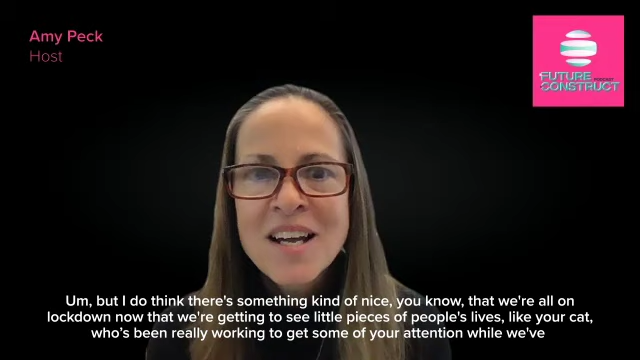 Amy Peck
Host
FUTURE
PODCAST
CONSTRUCT
Um, but I do think there's something kind of nice, you know, that we're all on
lockdown now that we're getting to see little pieces of people's lives, like your cat,
who's been really working to get some of your attention while we've